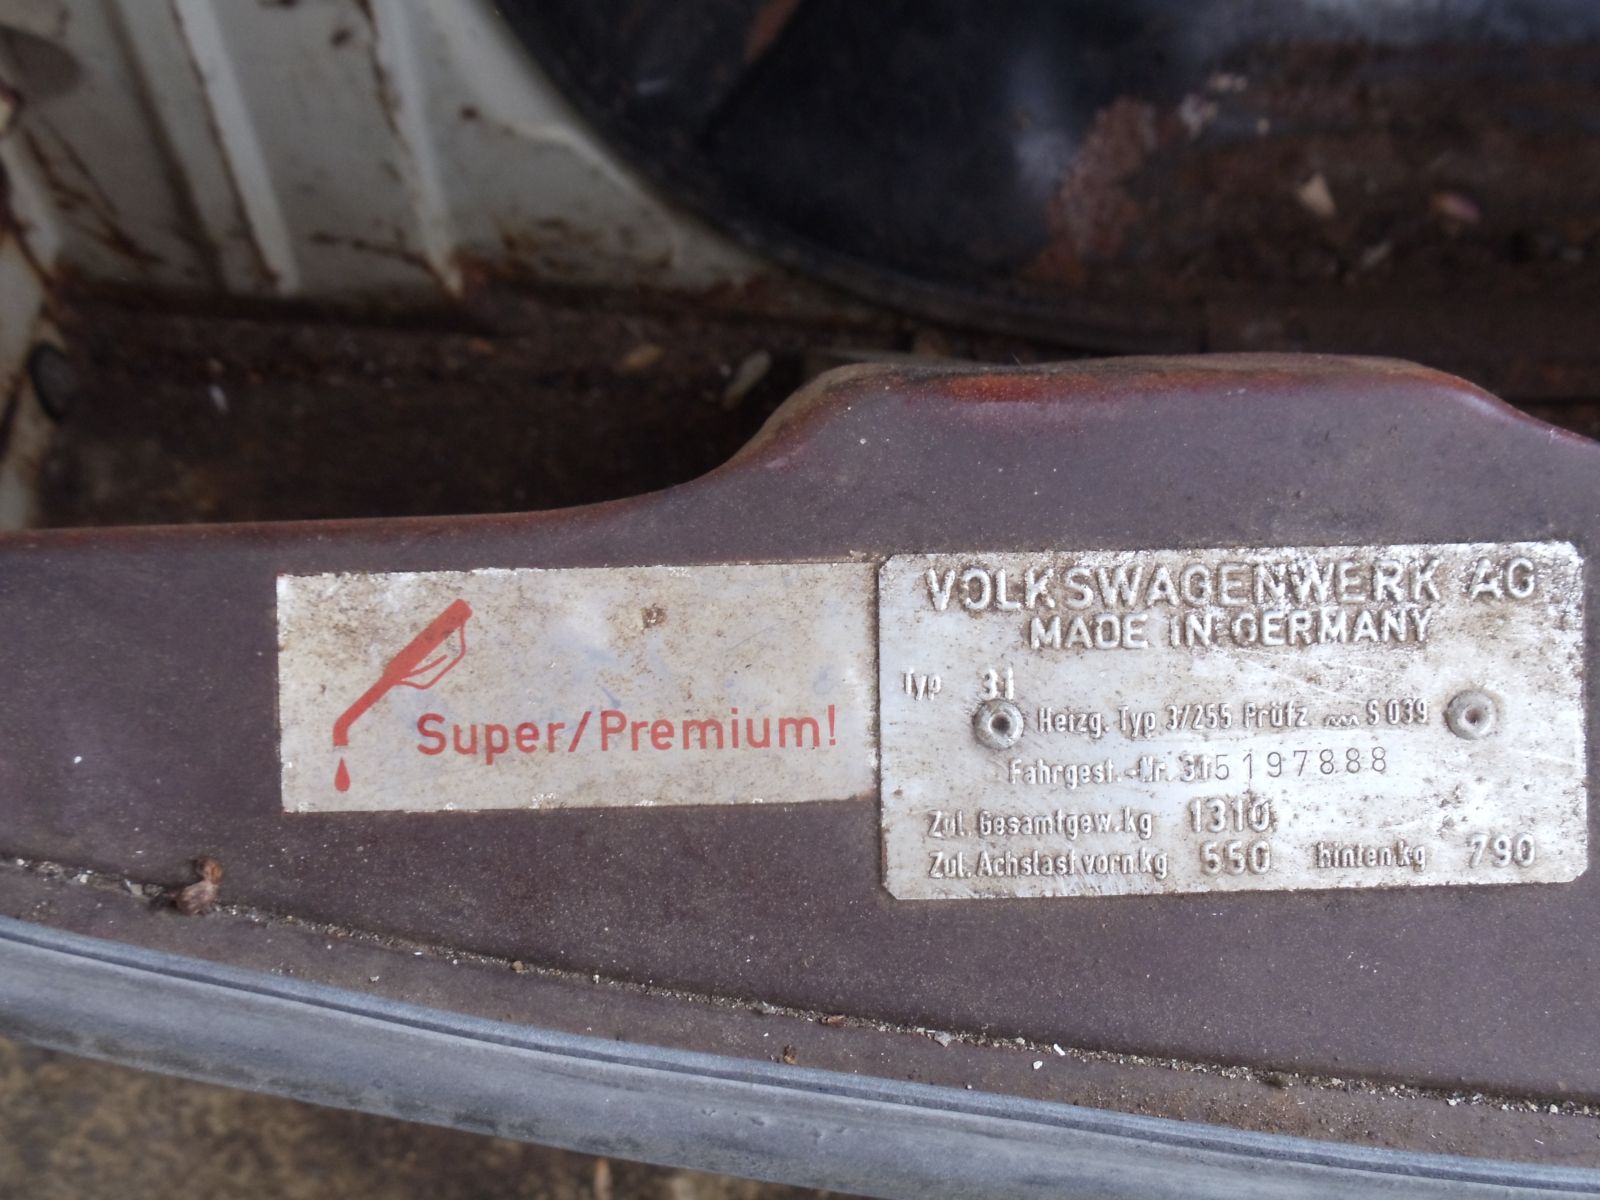 Super/Premium!
VOLKSWAGENWERK AG
MADE IN GERMANY
Typ 31
Heizg. Typ 3/255 Prüfz. S 039
Fahrgest.-Nr. 315197888
Zul. Gesamtgew. kg 1310
Zul. Achslast vorn kg 550 hinten kg 790